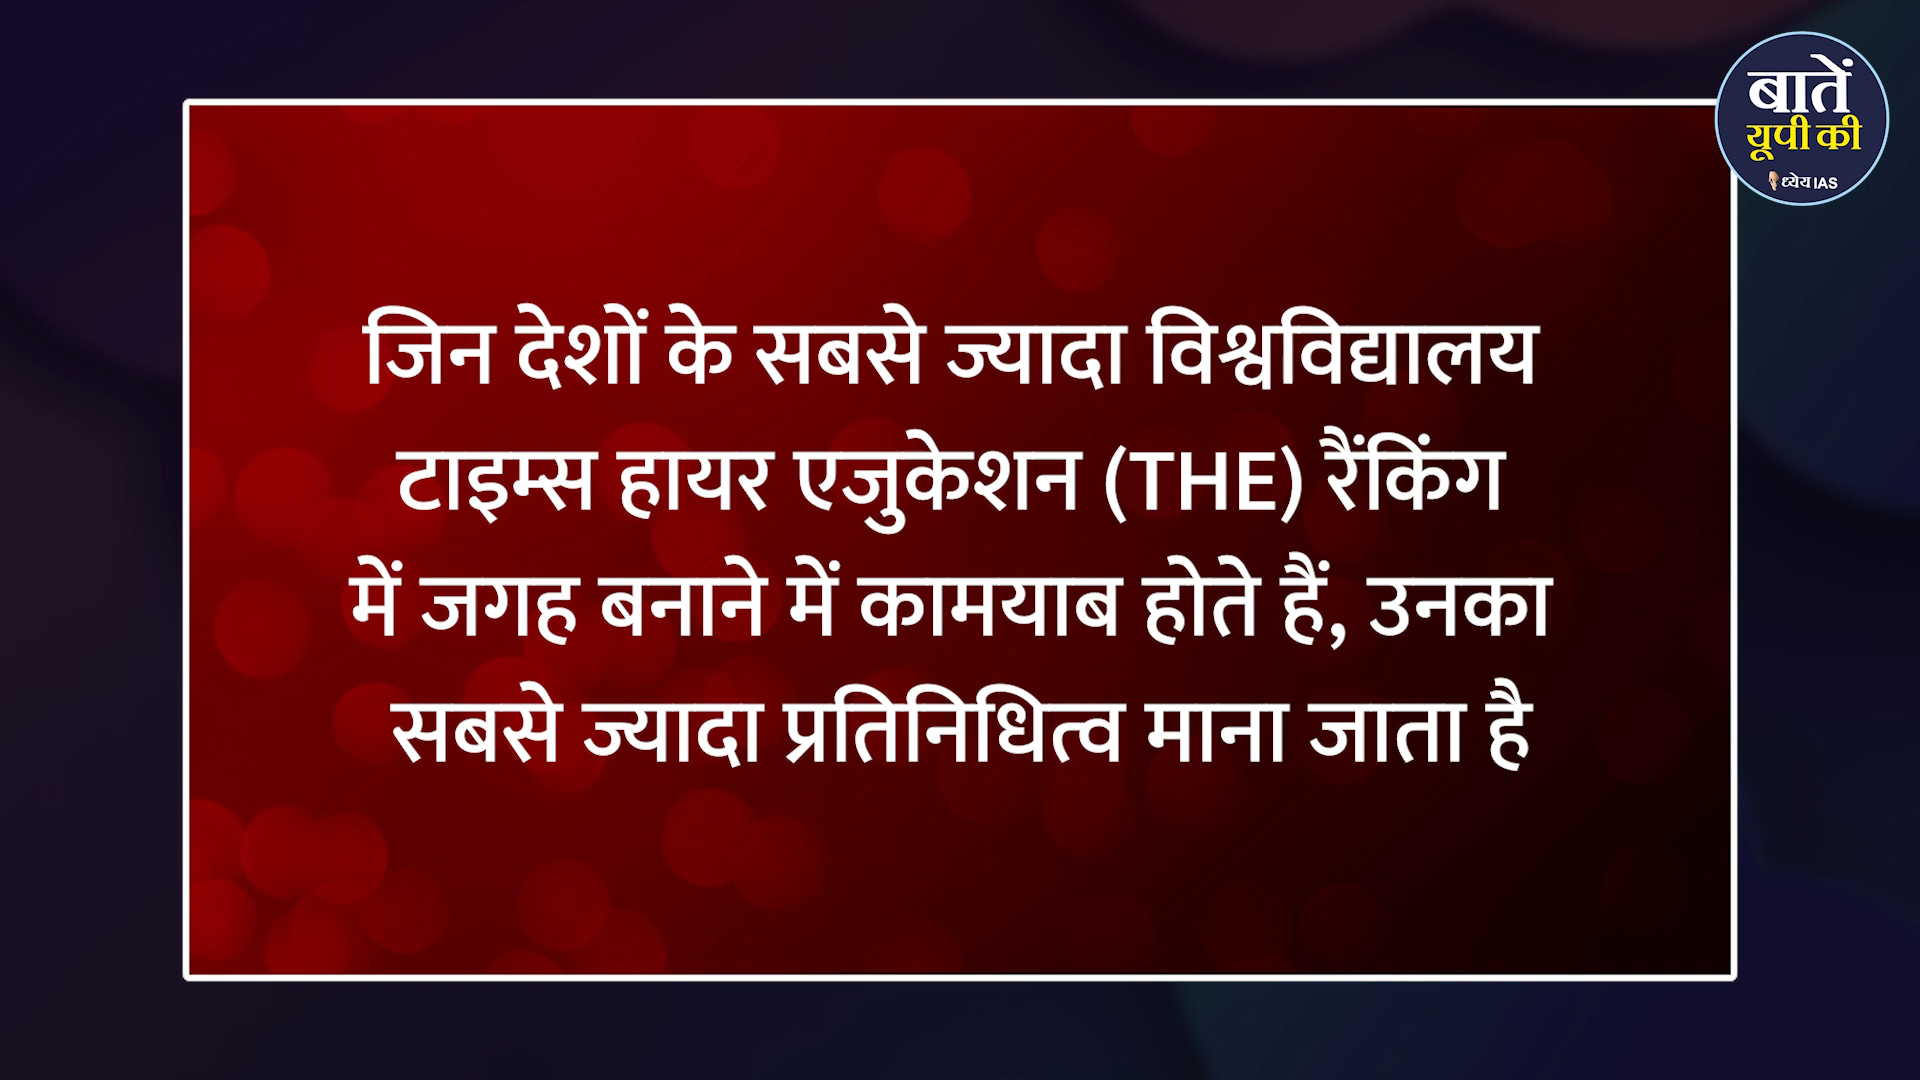 बातें
यूपी की
ध्येय IAS
जिन देशों के सबसे ज्यादा विश्वविद्यालय
टाइम्स हायर एजुकेशन (THE) रैंकिंग
में जगह बनाने में कामयाब होते हैं, उनका
सबसे ज्यादा प्रतिनिधित्व माना जाता है